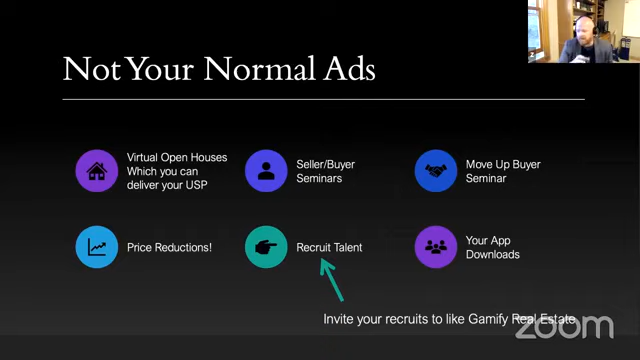 Not Your Normal Ads
Virtual Open Houses
Which you can
deliver your USP
Seller/Buyer
Seminars
Move Up Buyer
Seminar
Price Reductions!
Recruit Talent
Your App
Downloads
Invite your recruits to like Gamify Real Estate
zoom